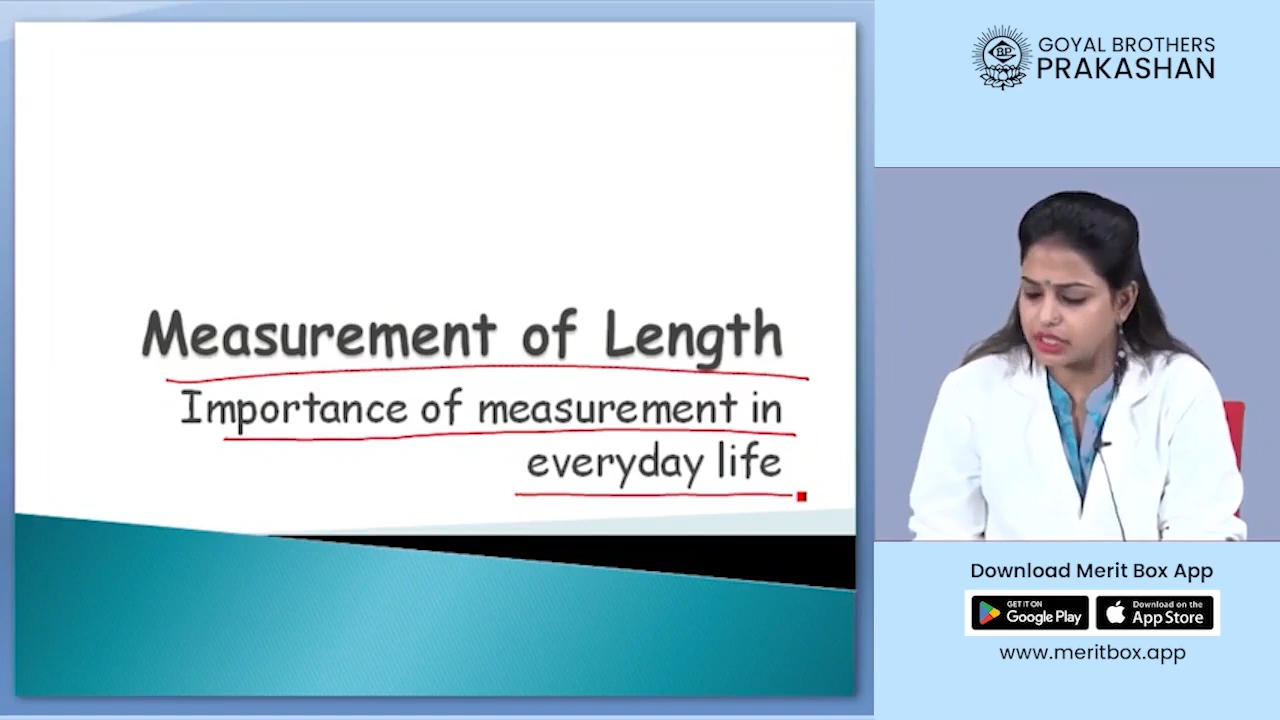 Measurement of Length
Importance of measurement in
everyday life
GBP
GOYAL BROTHERS
PRAKASHAN
Download Merit Box App
GET IT ON
Google Play
Download on the
App Store
www.meritbox.app